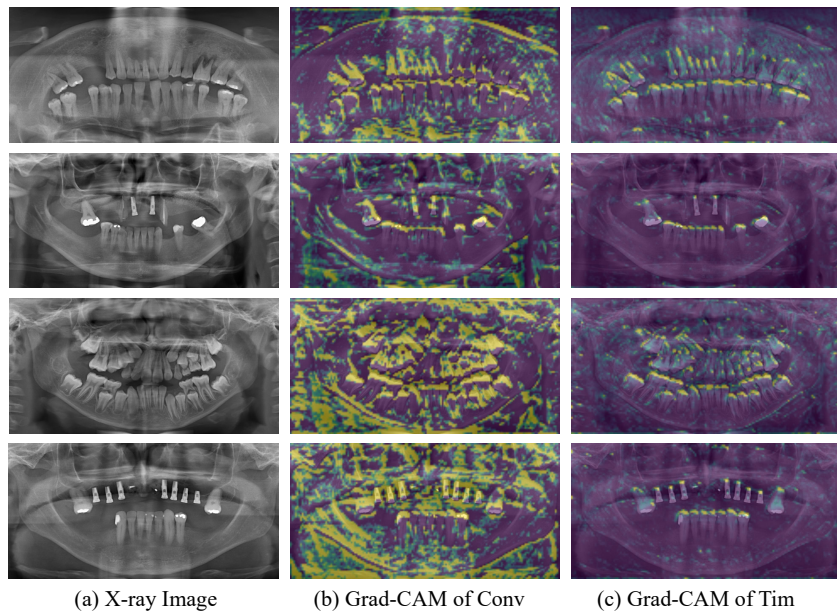 (a) X-ray Image
(b) Grad-CAM of Conv
(c) Grad-CAM of Tim